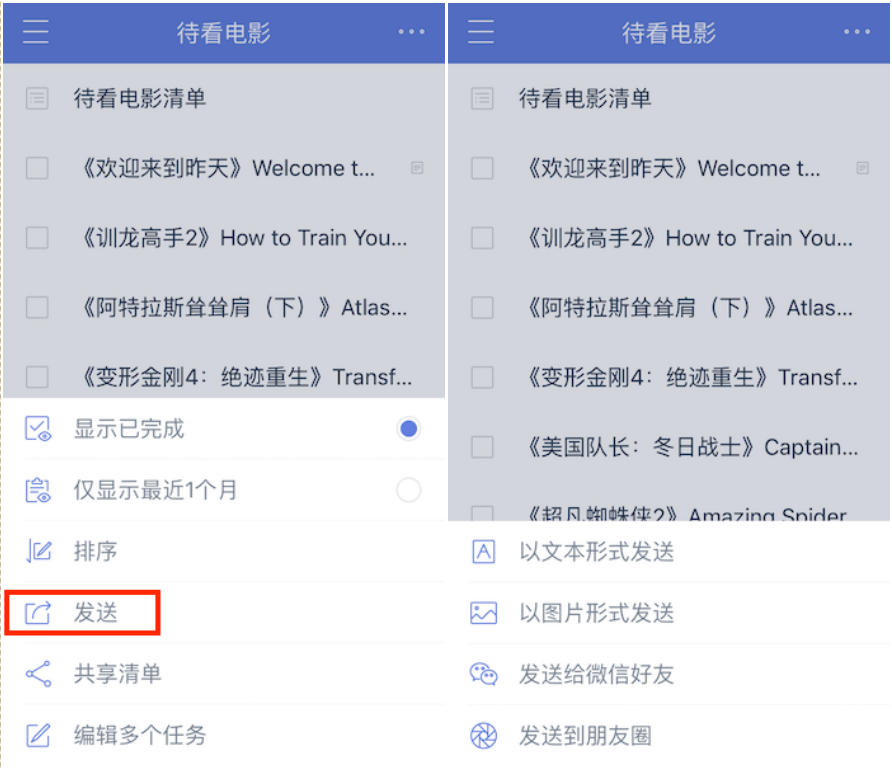 待看电影
待看电影清单
《欢迎来到昨天》Welcome t...
《训龙高手2》How to Train You...
《阿特拉斯耸耸肩（下）》Atlas...
《变形金刚4：绝迹重生》Transf...
显示已完成
仅显示最近1个月
排序
发送
共享清单
编辑多个任务
待看电影
待看电影清单
《欢迎来到昨天》Welcome t...
《训龙高手2》How to Train You...
《阿特拉斯耸耸肩（下）》Atlas...
《变形金刚4：绝迹重生》Transf...
《美国队长：冬日战士》Captain...
《超凡蜘蛛侠2》Amazing Spider
以文本形式发送
以图片形式发送
发送给微信好友
发送到朋友圈